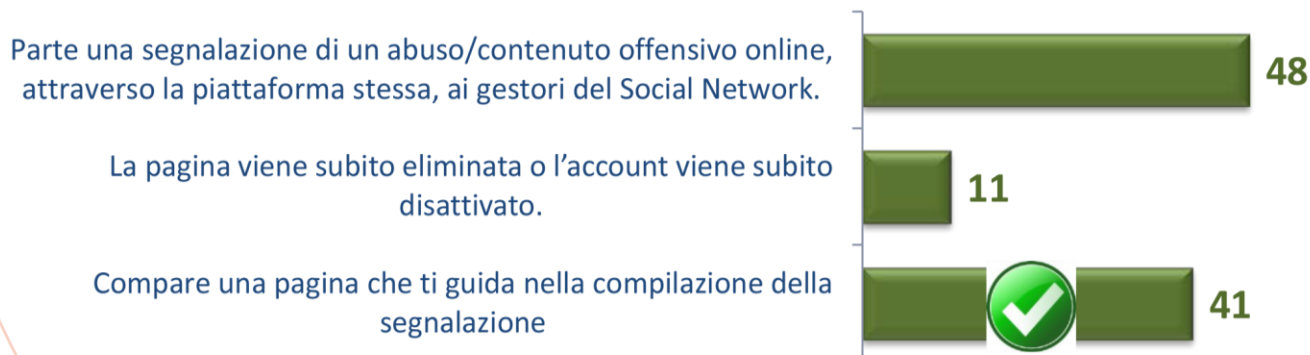 Parte una segnalazione di un abuso/contenuto offensivo online,
attraverso la piattaforma stessa, ai gestori del Social Network.
48
La pagina viene subito eliminata o l’account viene subito
disattivato.
11
Compare una pagina che ti guida nella compilazione della
segnalazione
41